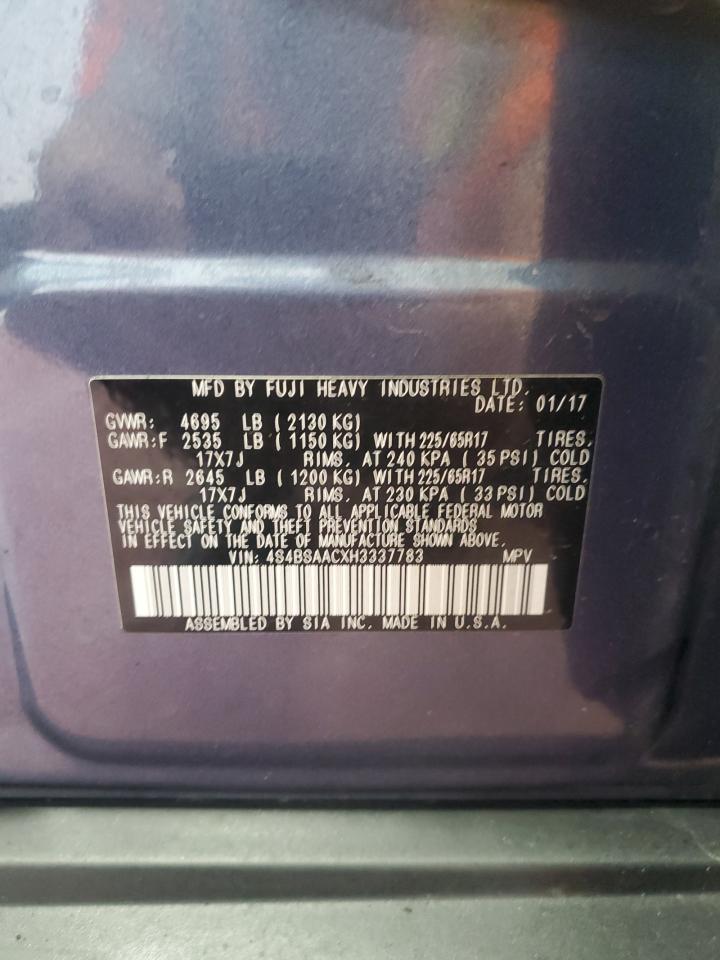 MFD BY FUJI HEAVY INDUSTRIES LTD.
DATE: 01/17
GVWR: 4695 LB ( 2130 KG)
GAWR:F 2535 LB ( 1150 KG) WITH 225/65R17 TIRES,
17X7J RIMS, AT 240 KPA ( 35 PSI) COLD
GAWR:R 2645 LB ( 1200 KG) WITH 225/65R17 TIRES,
17X7J RIMS, AT 230 KPA ( 33 PSI) COLD
THIS VEHICLE CONFORMS TO ALL APPLICABLE FEDERAL MOTOR
VEHICLE SAFETY AND THEFT PREVENTION STANDARDS
IN EFFECT ON THE DATE OF MANUFACTURE SHOWN ABOVE.
VIN: 4S4BSAACXH3337783 MPV
ASSEMBLED BY SIA INC. MADE IN U.S.A.